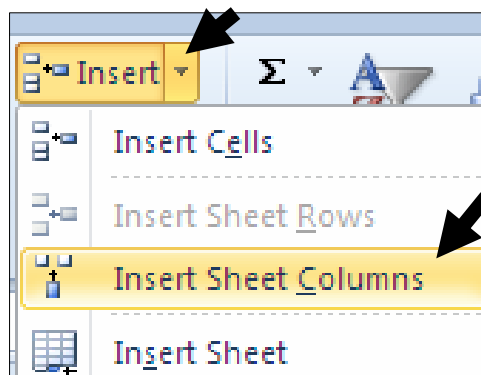 Insert Σ A
Insert Cells
Insert Sheet Rows
Insert Sheet Columns
Insert Sheet